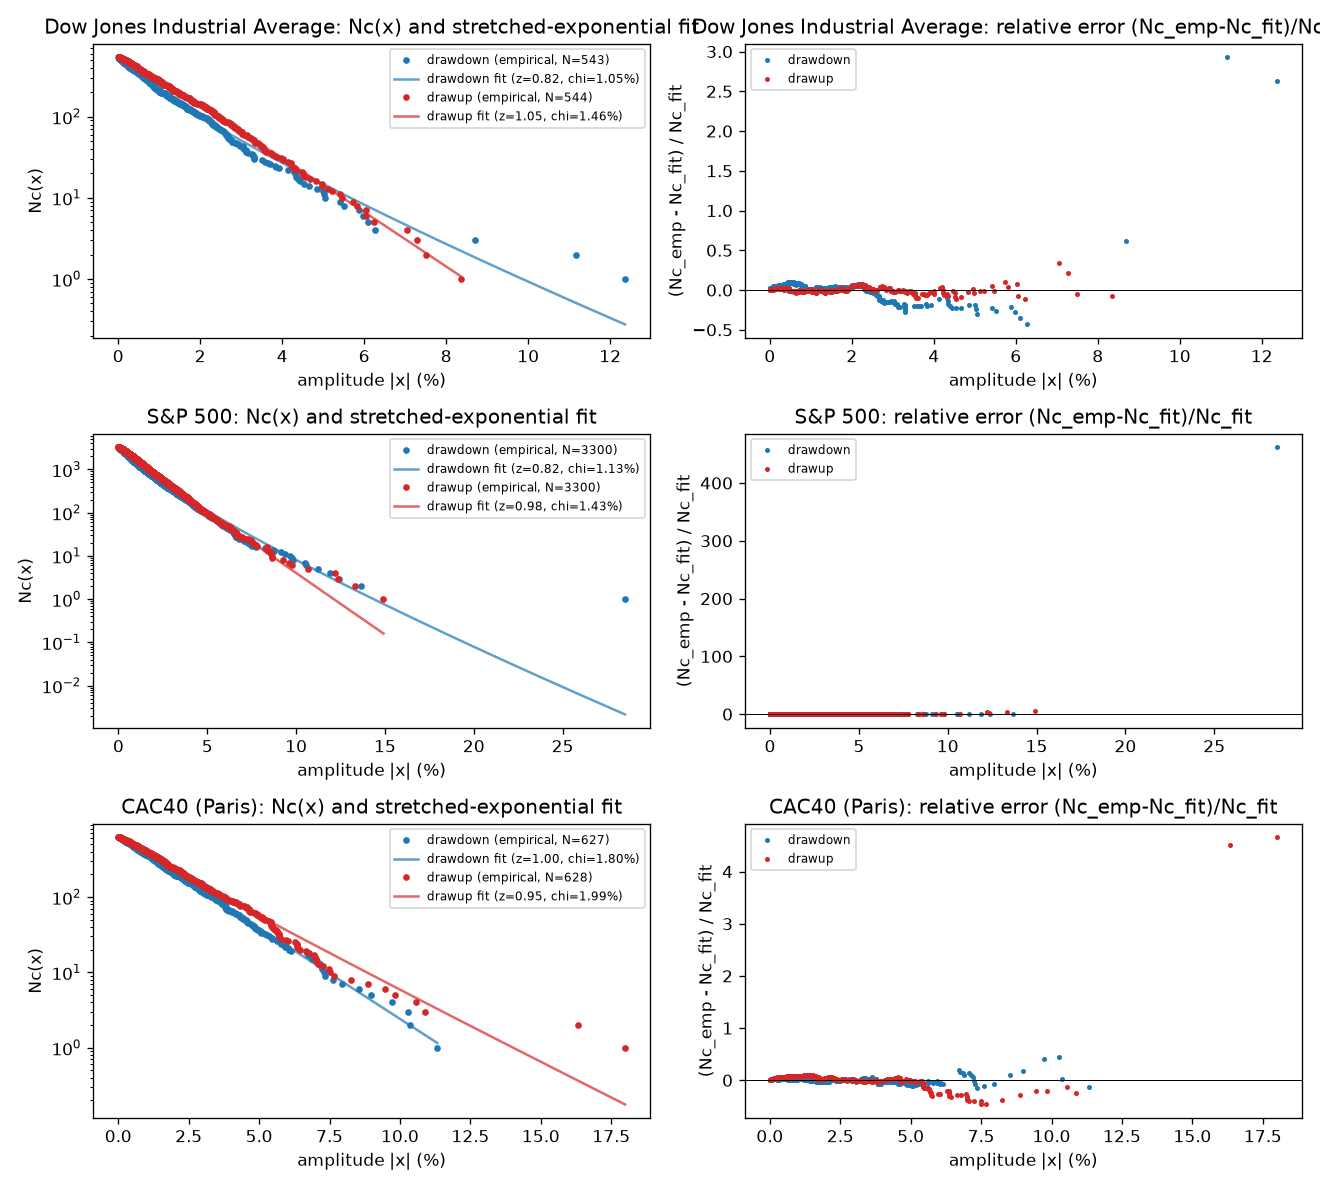 Dow Jones Industrial Average: Nc(x) and stretched-exponential fit
10²
10¹
10⁰
Nc(x)
drawdown (empirical, N=543)
drawdown fit (z=0.82, chi=1.05%)
drawup (empirical, N=544)
drawup fit (z=1.05, chi=1.46%)
0 2 4 6 8 10 12
amplitude |x| (%)
Dow Jones Industrial Average: relative error (Nc_emp-Nc_fit)/Nc
3.0
2.5
2.0
1.5
1.0
0.5
0.0
−0.5
(Nc_emp - Nc_fit) / Nc_fit
drawdown
drawup
0 2 4 6 8 10 12
amplitude |x| (%)
S&P 500: Nc(x) and stretched-exponential fit
10³
10²
10¹
10⁰
10⁻¹
10⁻²
Nc(x)
drawdown (empirical, N=3300)
drawdown fit (z=0.82, chi=1.13%)
drawup (empirical, N=3300)
drawup fit (z=0.98, chi=1.43%)
0 5 10 15 20 25
amplitude |x| (%)
S&P 500: relative error (Nc_emp-Nc_fit)/Nc_fit
400
300
200
100
0
(Nc_emp - Nc_fit) / Nc_fit
drawdown
drawup
0 5 10 15 20 25
amplitude |x| (%)
CAC40 (Paris): Nc(x) and stretched-exponential fit
10²
10¹
10⁰
Nc(x)
drawdown (empirical, N=627)
drawdown fit (z=1.00, chi=1.80%)
drawup (empirical, N=628)
drawup fit (z=0.95, chi=1.99%)
0.0 2.5 5.0 7.5 10.0 12.5 15.0 17.5
amplitude |x| (%)
CAC40 (Paris): relative error (Nc_emp-Nc_fit)/Nc_fit
4
3
2
1
0
(Nc_emp - Nc_fit) / Nc_fit
drawdown
drawup
0.0 2.5 5.0 7.5 10.0 12.5 15.0 17.5
amplitude |x| (%)